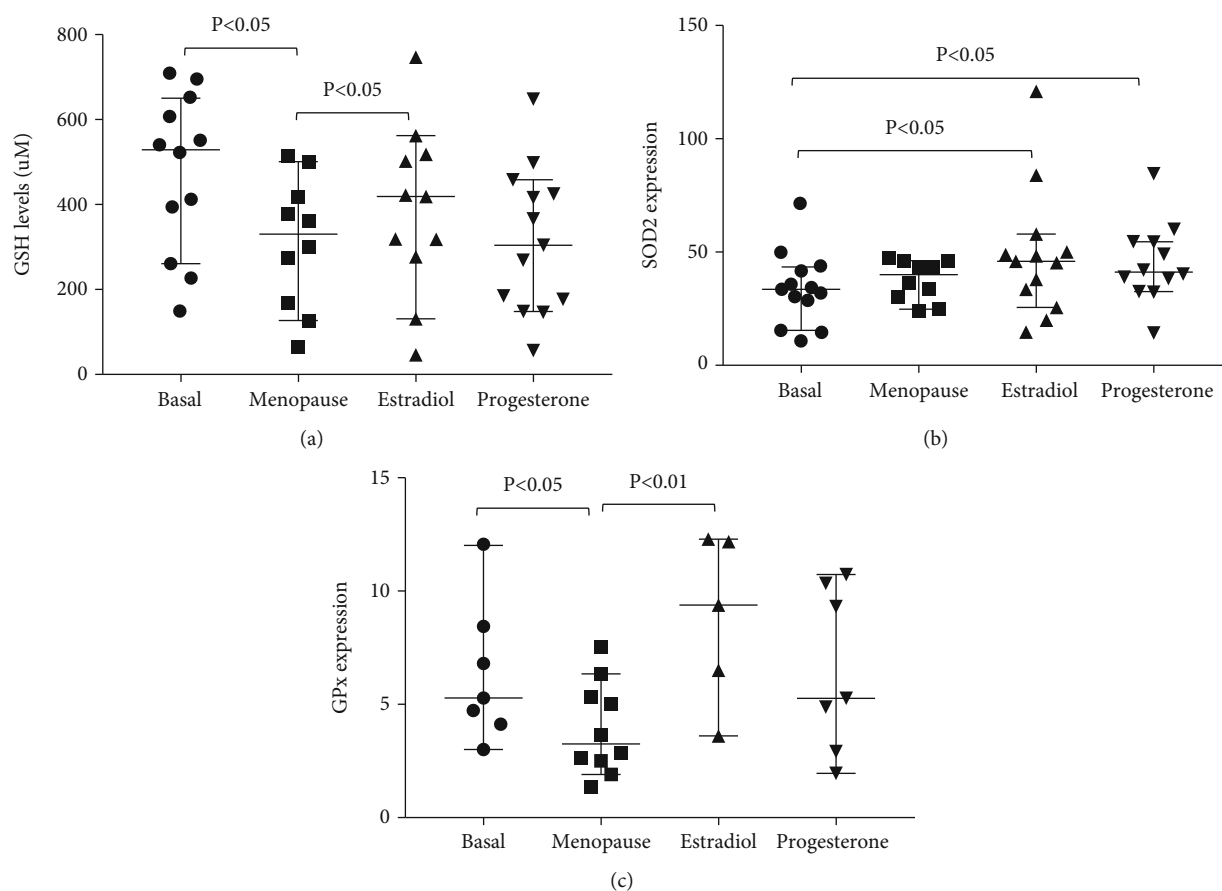 P<0.05
P<0.05
GSH levels (uM)
800
600
400
200
0
Basal
Menopause
Estradiol
Progesterone
(a)
P<0.05
P<0.05
SOD2 expression
150
100
50
0
Basal
Menopause
Estradiol
Progesterone
(b)
P<0.05
P<0.01
GPx expression
15
10
5
0
Basal
Menopause
Estradiol
Progesterone
(c)